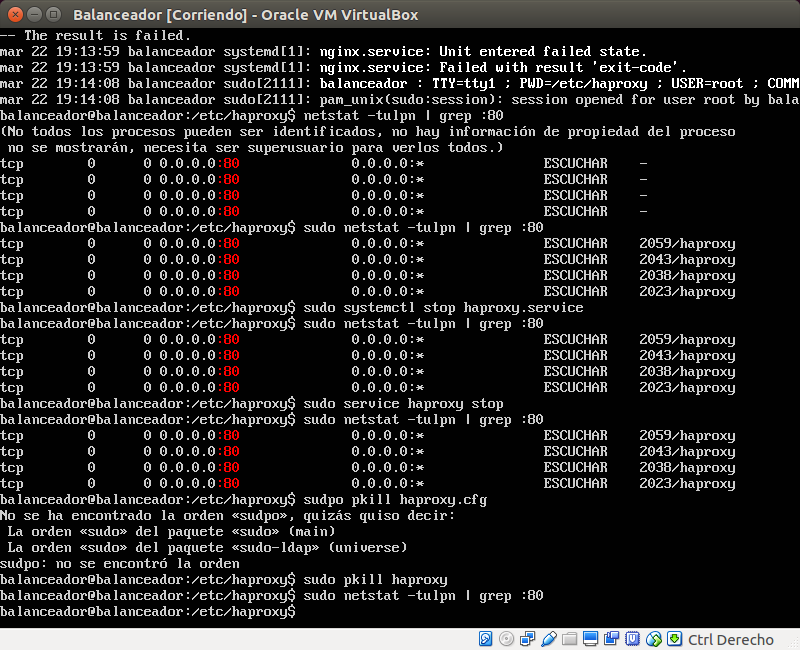 Balanceador [Corriendo] - Oracle VM VirtualBox
-- The result is failed.
mar 22 19:13:59 balanceador systemd[1]: nginx.service: Unit entered failed state.
mar 22 19:13:59 balanceador systemd[1]: nginx.service: Failed with result 'exit-code'.
mar 22 19:14:08 balanceador sudo[2111]: balanceador : TTY=tty1 ; PWD=/etc/haproxy ; USER=root ; COMM
mar 22 19:14:08 balanceador sudo[2111]: pam_unix(sudo:session): session opened for user root by bala
balanceador@balanceador:/etc/haproxy$ netstat -tulpn | grep :80
(No todos los procesos pueden ser identificados, no hay información de propiedad del proceso
 no se mostrarán, necesita ser superusuario para verlos todos.)
tcp        0      0 0.0.0.0:80              0.0.0.0:*               ESCUCHAR    -
tcp        0      0 0.0.0.0:80              0.0.0.0:*               ESCUCHAR    -
tcp        0      0 0.0.0.0:80              0.0.0.0:*               ESCUCHAR    -
tcp        0      0 0.0.0.0:80              0.0.0.0:*               ESCUCHAR    -
balanceador@balanceador:/etc/haproxy$ sudo netstat -tulpn | grep :80
tcp        0      0 0.0.0.0:80              0.0.0.0:*               ESCUCHAR    2059/haproxy
tcp        0      0 0.0.0.0:80              0.0.0.0:*               ESCUCHAR    2043/haproxy
tcp        0      0 0.0.0.0:80              0.0.0.0:*               ESCUCHAR    2038/haproxy
tcp        0      0 0.0.0.0:80              0.0.0.0:*               ESCUCHAR    2023/haproxy
balanceador@balanceador:/etc/haproxy$ sudo systemctl stop haproxy.service
balanceador@balanceador:/etc/haproxy$ sudo netstat -tulpn | grep :80
tcp        0      0 0.0.0.0:80              0.0.0.0:*               ESCUCHAR    2059/haproxy
tcp        0      0 0.0.0.0:80              0.0.0.0:*               ESCUCHAR    2043/haproxy
tcp        0      0 0.0.0.0:80              0.0.0.0:*               ESCUCHAR    2038/haproxy
tcp        0      0 0.0.0.0:80              0.0.0.0:*               ESCUCHAR    2023/haproxy
balanceador@balanceador:/etc/haproxy$ sudo service haproxy stop
balanceador@balanceador:/etc/haproxy$ sudo netstat -tulpn | grep :80
tcp        0      0 0.0.0.0:80              0.0.0.0:*               ESCUCHAR    2059/haproxy
tcp        0      0 0.0.0.0:80              0.0.0.0:*               ESCUCHAR    2043/haproxy
tcp        0      0 0.0.0.0:80              0.0.0.0:*               ESCUCHAR    2038/haproxy
tcp        0      0 0.0.0.0:80              0.0.0.0:*               ESCUCHAR    2023/haproxy
balanceador@balanceador:/etc/haproxy$ sudpo pkill haproxy.cfg
No se ha encontrado la orden «sudpo», quizás quiso decir:
 La orden «sudo» del paquete «sudo» (main)
 La orden «sudo» del paquete «sudo-ldap» (universe)
sudpo: no se encontró la orden
balanceador@balanceador:/etc/haproxy$ sudo pkill haproxy
balanceador@balanceador:/etc/haproxy$ sudo netstat -tulpn | grep :80
balanceador@balanceador:/etc/haproxy$
Ctrl Derecho